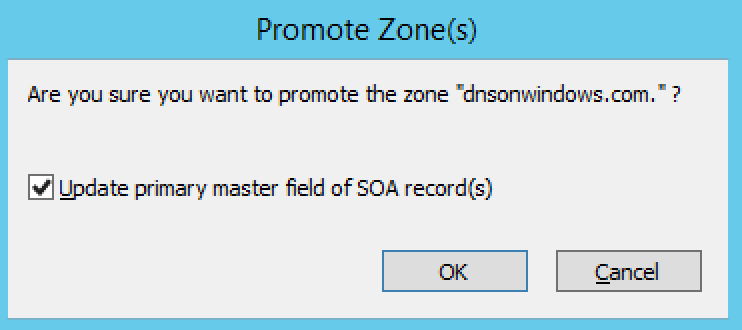 Promote Zone(s)
Are you sure you want to promote the zone "dnsonwindows.com." ?
Update primary master field of SOA record(s)
OK
Cancel